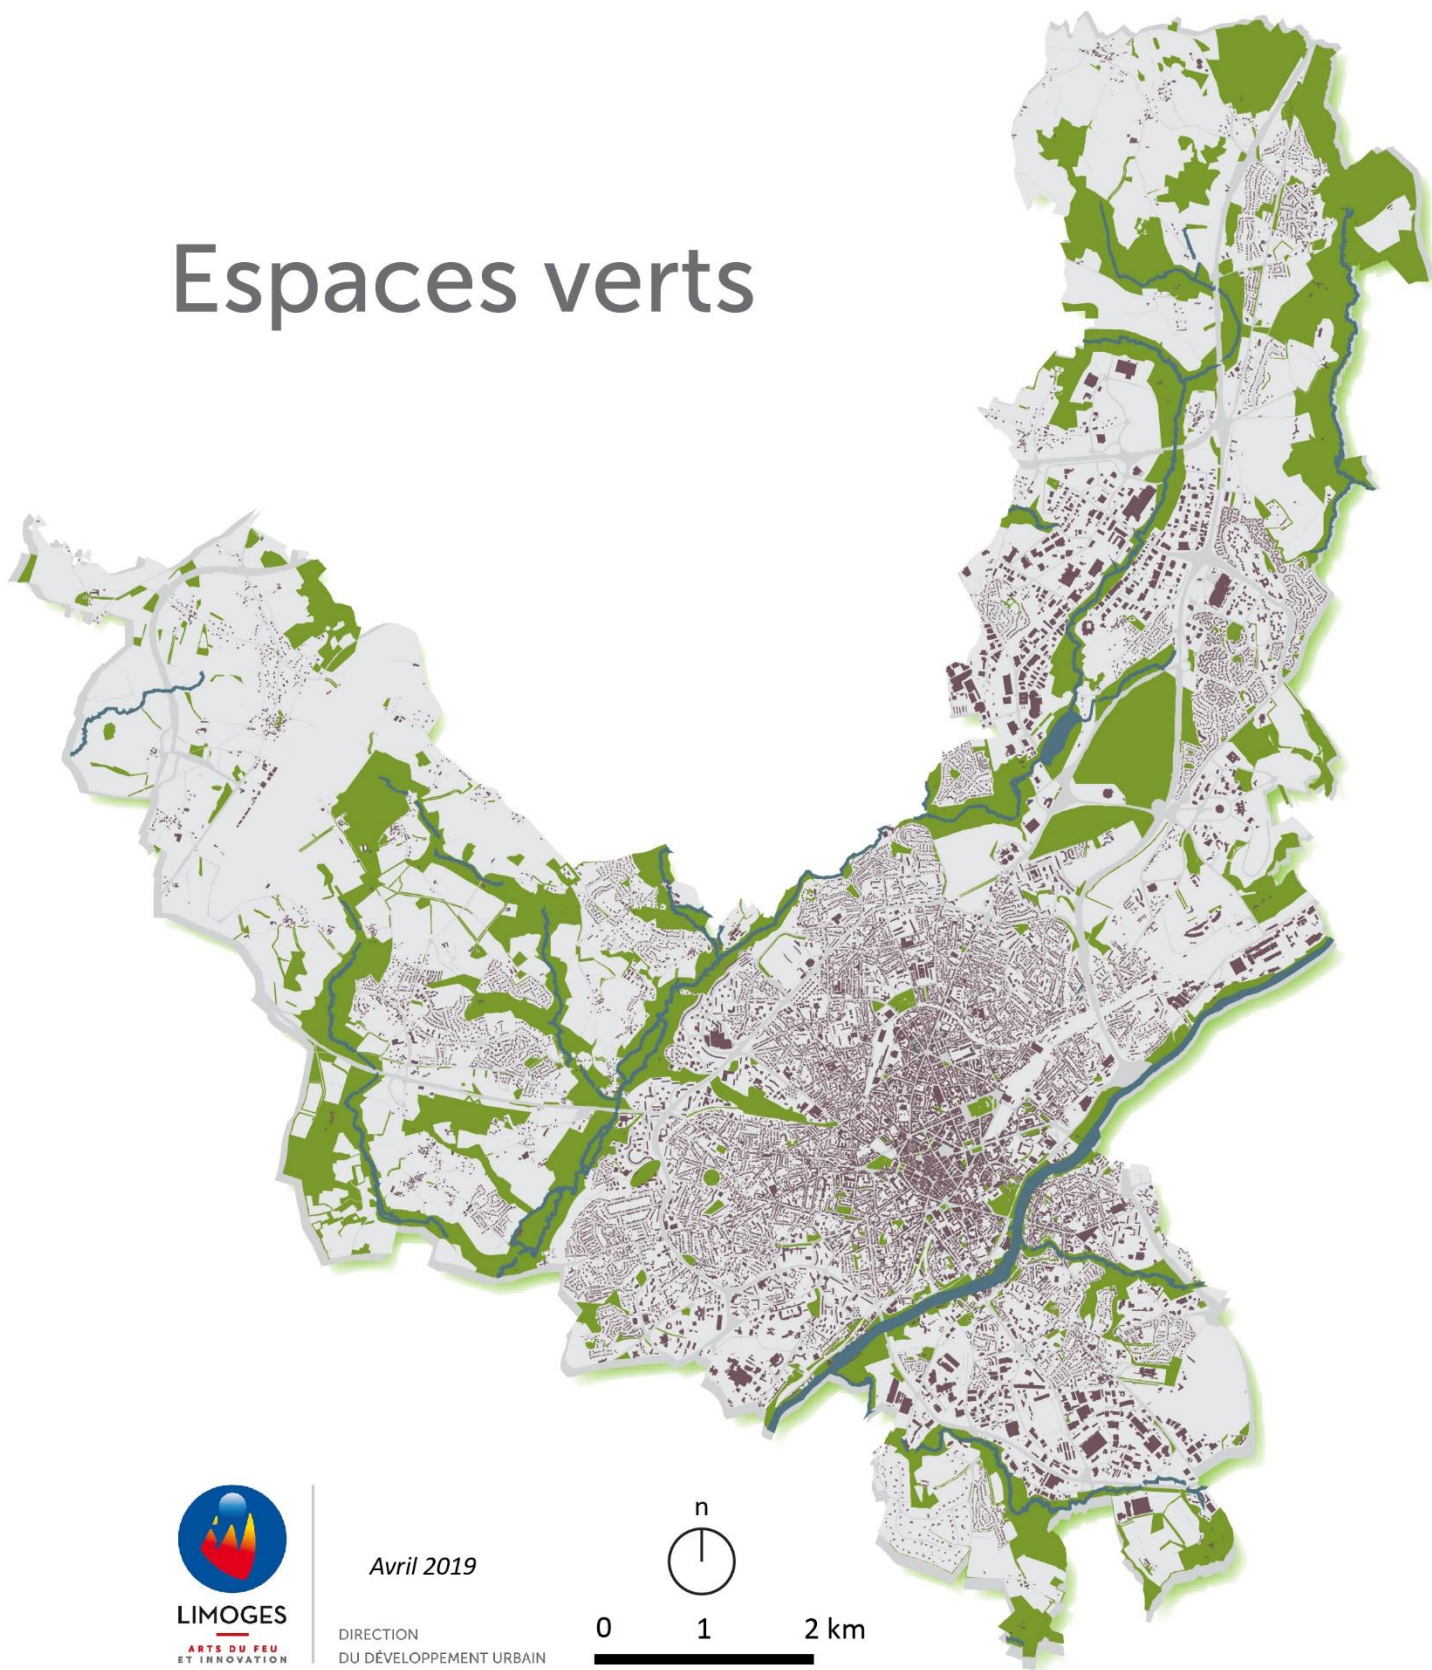 Espaces verts
LIMOGES
ARTS DU FEU
ET INNOVATION
Avril 2019
DIRECTION
DU DÉVELOPPEMENT URBAIN
n
0 1 2 km